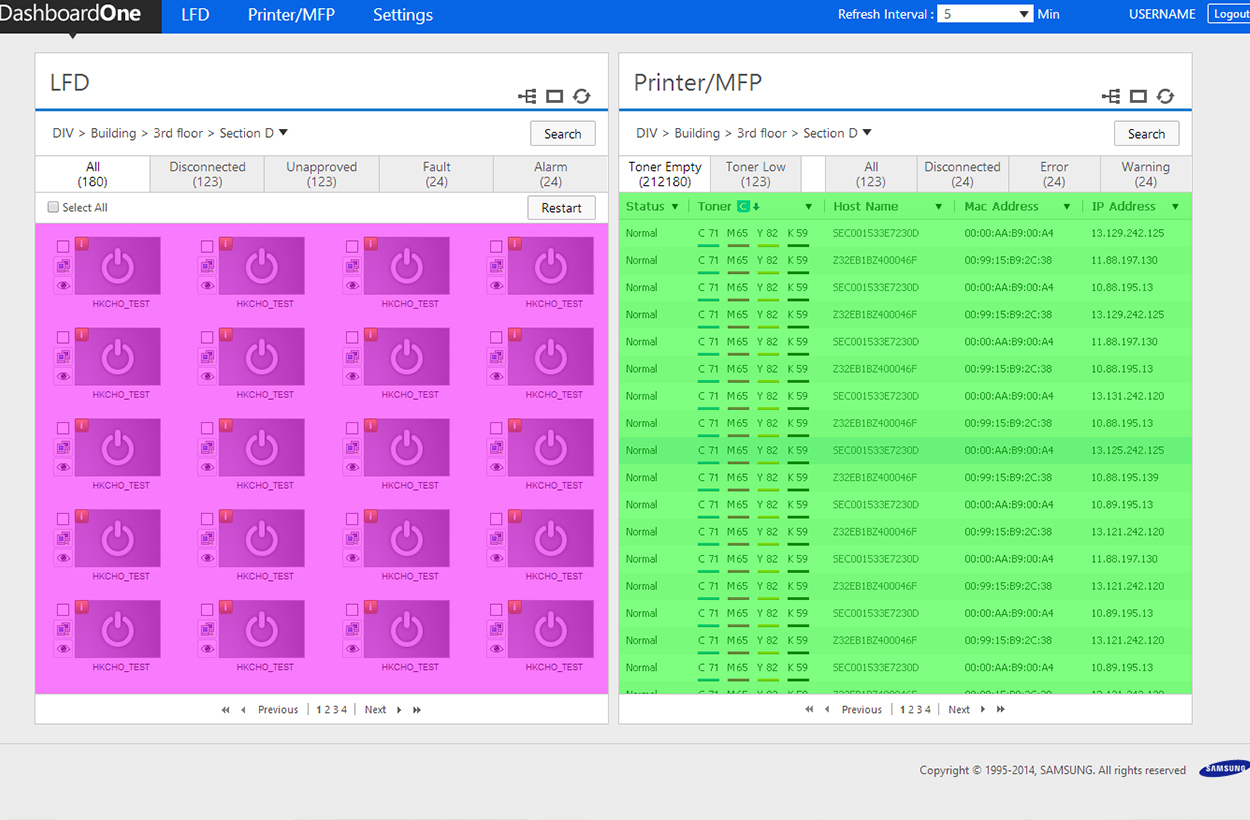 DashboardOne LFD Printer/MFP Settings Refresh Interval : 5 Min USERNAME Logout
LFD
DIV > Building > 3rd floor > Section D Search
All Disconnected Unapproved Fault Alarm
(180) (123) (123) (24) (24)
Select All Restart
HKCHO_TEST HKCHO_TEST HKCHO_TEST HKCHO_TEST
HKCHO_TEST HKCHO_TEST HKCHO_TEST HKCHO_TEST
HKCHO_TEST HKCHO_TEST HKCHO_TEST HKCHO_TEST
HKCHO_TEST HKCHO_TEST HKCHO_TEST HKCHO_TEST
HKCHO_TEST HKCHO_TEST HKCHO_TEST HKCHO_TEST
Previous | 1 2 3 4 | Next
Printer/MFP
DIV > Building > 3rd floor > Section D Search
Toner Empty Toner Low All Disconnected Error Warning
(212180) (123) (123) (24) (24) (24)
Status Toner C Host Name Mac Address IP Address
Normal C 71 M65 Y 82 K 59 SEC001533E7230D 00:00:AA:B9:00:A4 13.129.242.125
Normal C 71 M65 Y 82 K 59 Z32EB1BZ400046F 00:99:15:B9:2C:38 11.88.197.130
Normal C 71 M65 Y 82 K 59 SEC001533E7230D 00:00:AA:B9:00:A4 10.88.195.13
Normal C 71 M65 Y 82 K 59 Z32EB1BZ400046F 00:99:15:B9:2C:38 13.129.242.125
Normal C 71 M65 Y 82 K 59 SEC001533E7230D 00:00:AA:B9:00:A4 11.88.197.130
Normal C 71 M65 Y 82 K 59 Z32EB1BZ400046F 00:99:15:B9:2C:38 10.88.195.13
Normal C 71 M65 Y 82 K 59 SEC001533E7230D 00:00:AA:B9:00:A4 13.131.242.120
Normal C 71 M65 Y 82 K 59 Z32EB1BZ400046F 00:99:15:B9:2C:38 10.88.195.13
Normal C 71 M65 Y 82 K 59 SEC001533E7230D 00:00:AA:B9:00:A4 13.125.242.125
Normal C 71 M65 Y 82 K 59 Z32EB1BZ400046F 00:99:15:B9:2C:38 10.88.195.139
Normal C 71 M65 Y 82 K 59 SEC001533E7230D 00:00:AA:B9:00:A4 10.89.195.13
Normal C 71 M65 Y 82 K 59 Z32EB1BZ400046F 00:99:15:B9:2C:38 13.121.242.120
Normal C 71 M65 Y 82 K 59 SEC001533E7230D 00:00:AA:B9:00:A4 11.88.197.130
Normal C 71 M65 Y 82 K 59 Z32EB1BZ400046F 00:99:15:B9:2C:38 13.121.242.120
Normal C 71 M65 Y 82 K 59 SEC001533E7230D 00:00:AA:B9:00:A4 10.89.195.13
Normal C 71 M65 Y 82 K 59 Z32EB1BZ400046F 00:99:15:B9:2C:38 13.121.242.120
Normal C 71 M65 Y 82 K 59 SEC001533E7230D 00:00:AA:B9:00:A4 10.89.195.13
Previous | 1 2 3 4 | Next
Copyright © 1995-2014, SAMSUNG. All rights reserved SAMSUNG